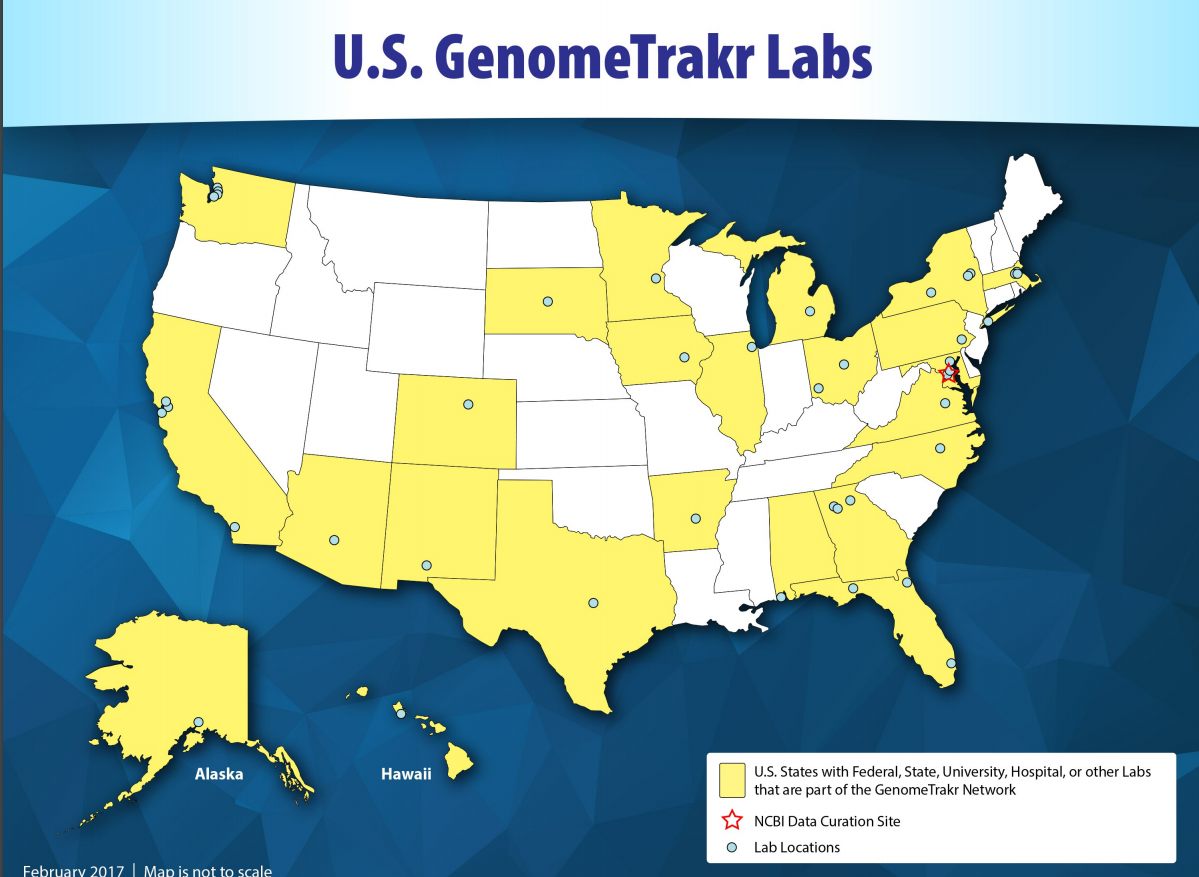 U.S. GenomeTrakr Labs
Alaska
Hawaii
U.S. States with Federal, State, University, Hospital, or other Labs
that are part of the GenomeTrakr Network
NCBI Data Curation Site
Lab Locations
February 2017 | Map is not to scale